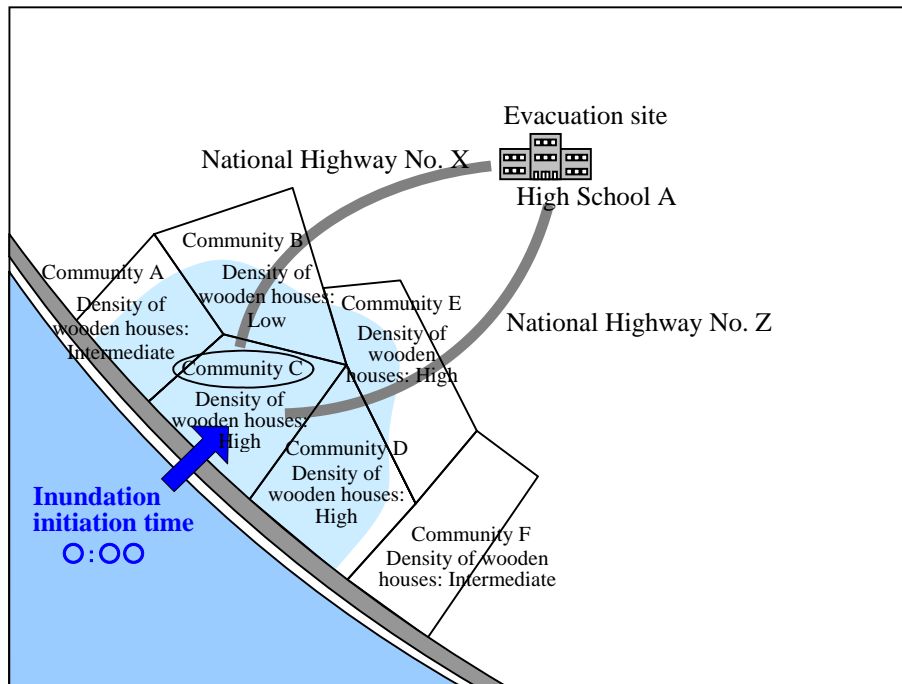 Evacuation site
National Highway No. X
High School A
Community B
Community A
Density of
wooden houses:
Low
Density of
wooden houses:
Intermediate
Community E
Density of
wooden
houses: High
National Highway No. Z
Community C
Density of
wooden houses:
High
Community D
Density of
wooden houses:
High
Inundation
initiation time
○:○○
Community F
Density of wooden
houses: Intermediate